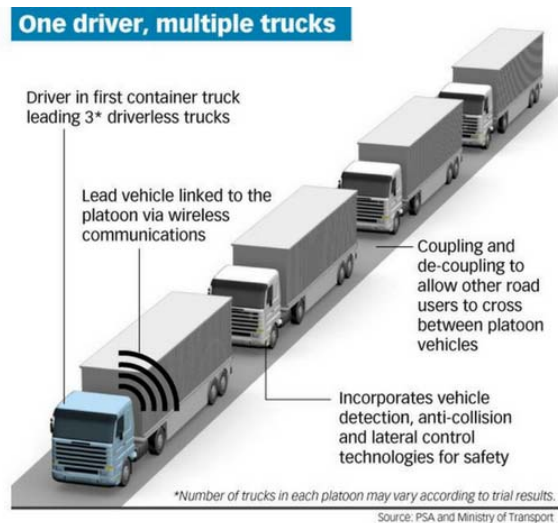 One driver, multiple trucks
Driver in first container truck
leading 3* driverless trucks
Lead vehicle linked to the
platoon via wireless
communications
Coupling and
de-coupling to
allow other road
users to cross
between platoon
vehicles
Incorporates vehicle
detection, anti-collision
and lateral control
technologies for safety
*Number of trucks in each platoon may vary according to trial results.
Source: PSA and Ministry of Transport